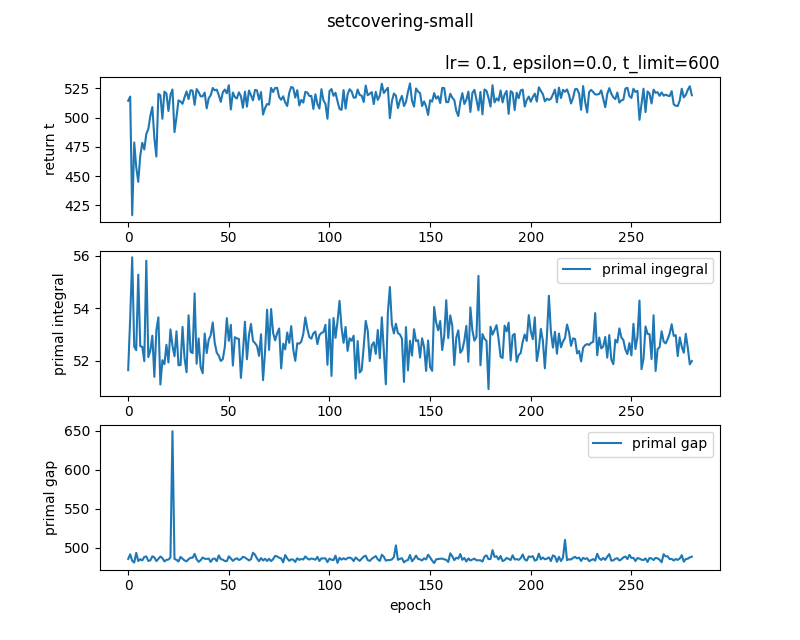 setcovering-small
lr= 0.1, epsilon=0.0, t_limit=600
return t
525
500
475
450
425
0 50 100 150 200 250
primal integral
56
54
52
primal ingegral
0 50 100 150 200 250
primal gap
650
600
550
500
primal gap
0 50 100 150 200 250
epoch